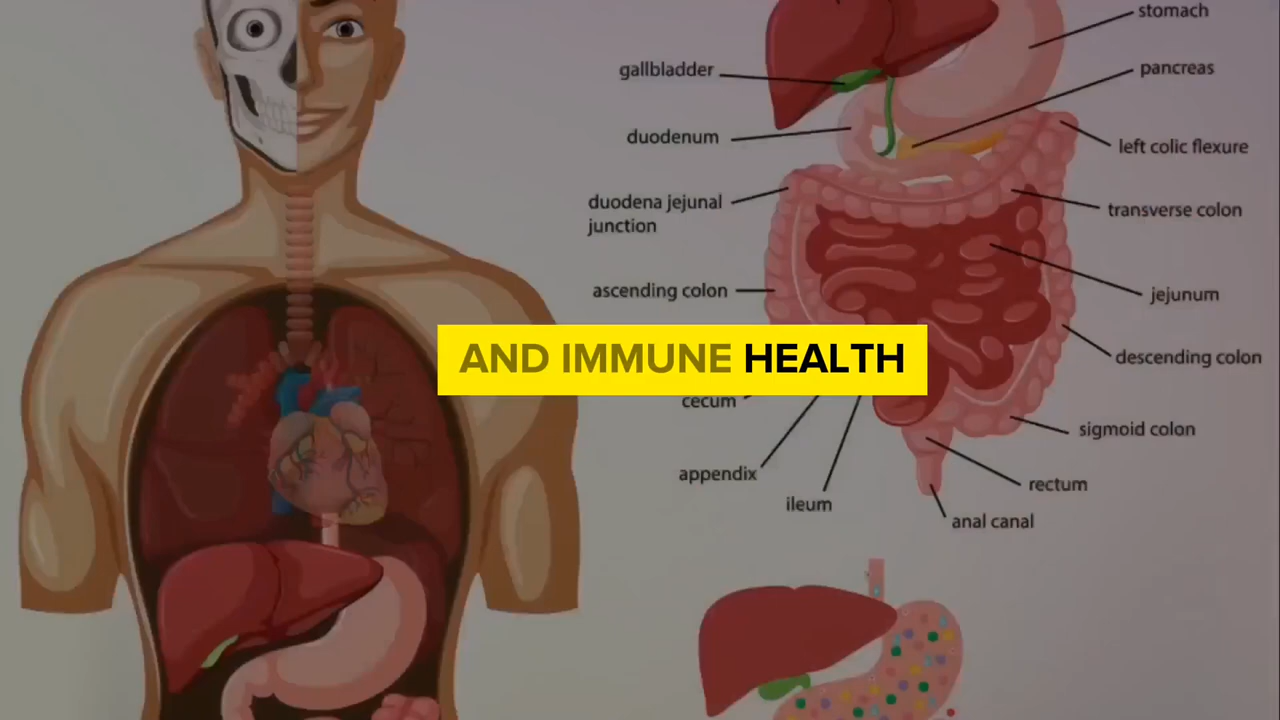 stomach
gallbladder
pancreas
duodenum
left colic flexure
duodena jejunal
junction
transverse colon
ascending colon
jejunum
AND IMMUNE HEALTH
descending colon
cecum
sigmoid colon
appendix
rectum
ileum
anal canal